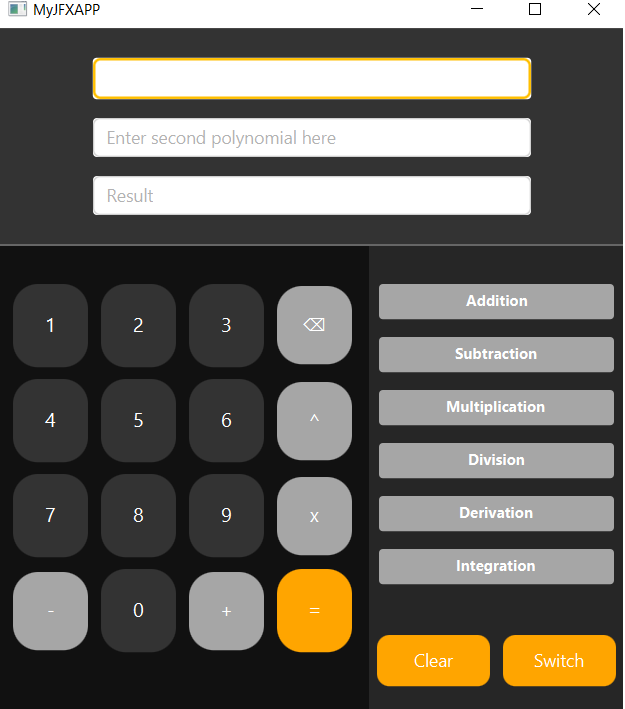 MyJFXAPP
Enter second polynomial here
Result
1 2 3 ⌫
4 5 6 ^
7 8 9 x
- 0 + =
Addition
Subtraction
Multiplication
Division
Derivation
Integration
Clear Switch